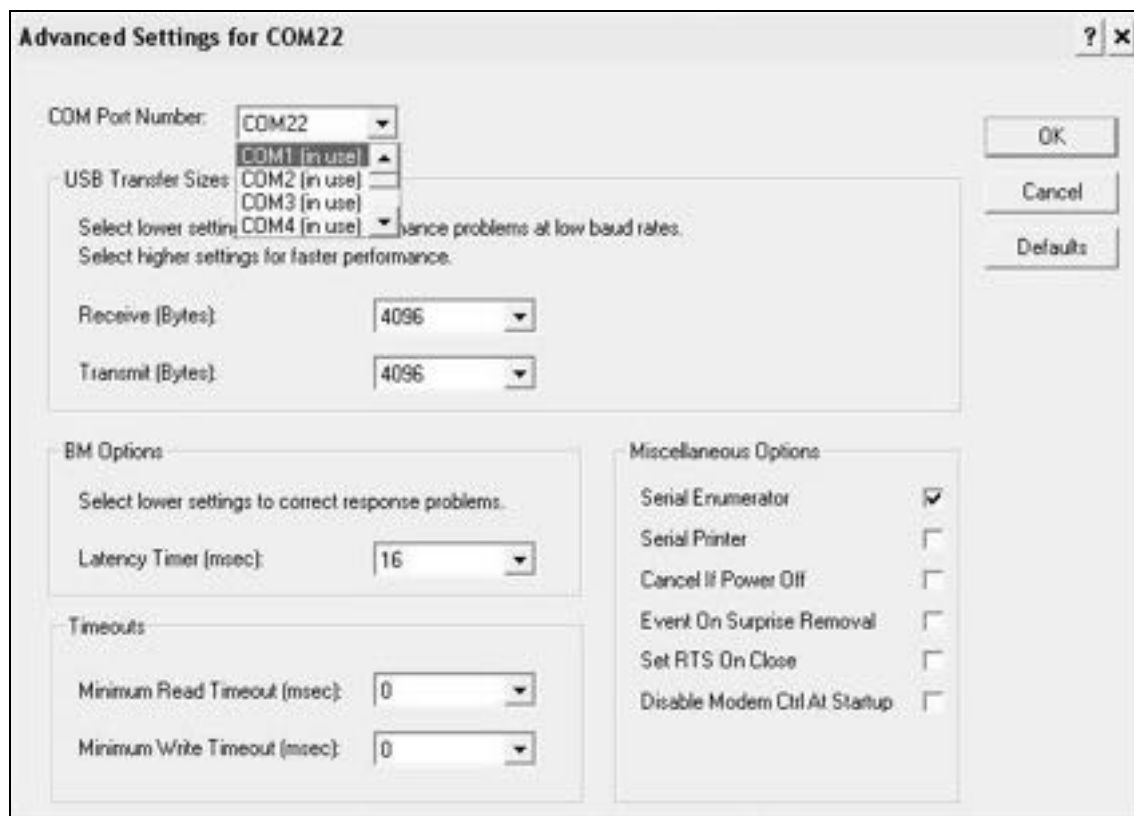 Advanced Settings for COM22
? ×
COM Port Number: COM22
COM1 (in use)
COM2 (in use)
COM3 (in use)
COM4 (in use)
OK
Cancel
Defaults
USB Transfer Sizes
Select lower settin mance problems at low baud rates.
Select higher settings for faster performance.
Receive (Bytes): 4096
Transmit (Bytes): 4096
BM Options
Select lower settings to correct response problems.
Latency Timer (msec): 16
Timeouts
Minimum Read Timeout (msec): 0
Minimum Write Timeout (msec): 0
Miscellaneous Options
Serial Enumerator
Serial Printer
Cancel If Power Off
Event On Surprise Removal
Set RTS On Close
Disable Modem Ctrl At Startup